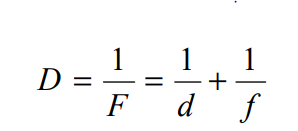 D = 1/F = 1/d + 1/f